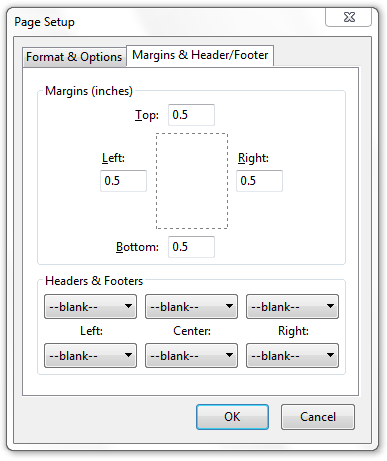 Page Setup
Format & Options Margins & Header/Footer
Margins (inches)
Top: 0.5
Left: Right:
0.5 0.5
Bottom: 0.5
Headers & Footers
--blank-- --blank-- --blank--
Left: Center: Right:
--blank-- --blank-- --blank--
OK Cancel